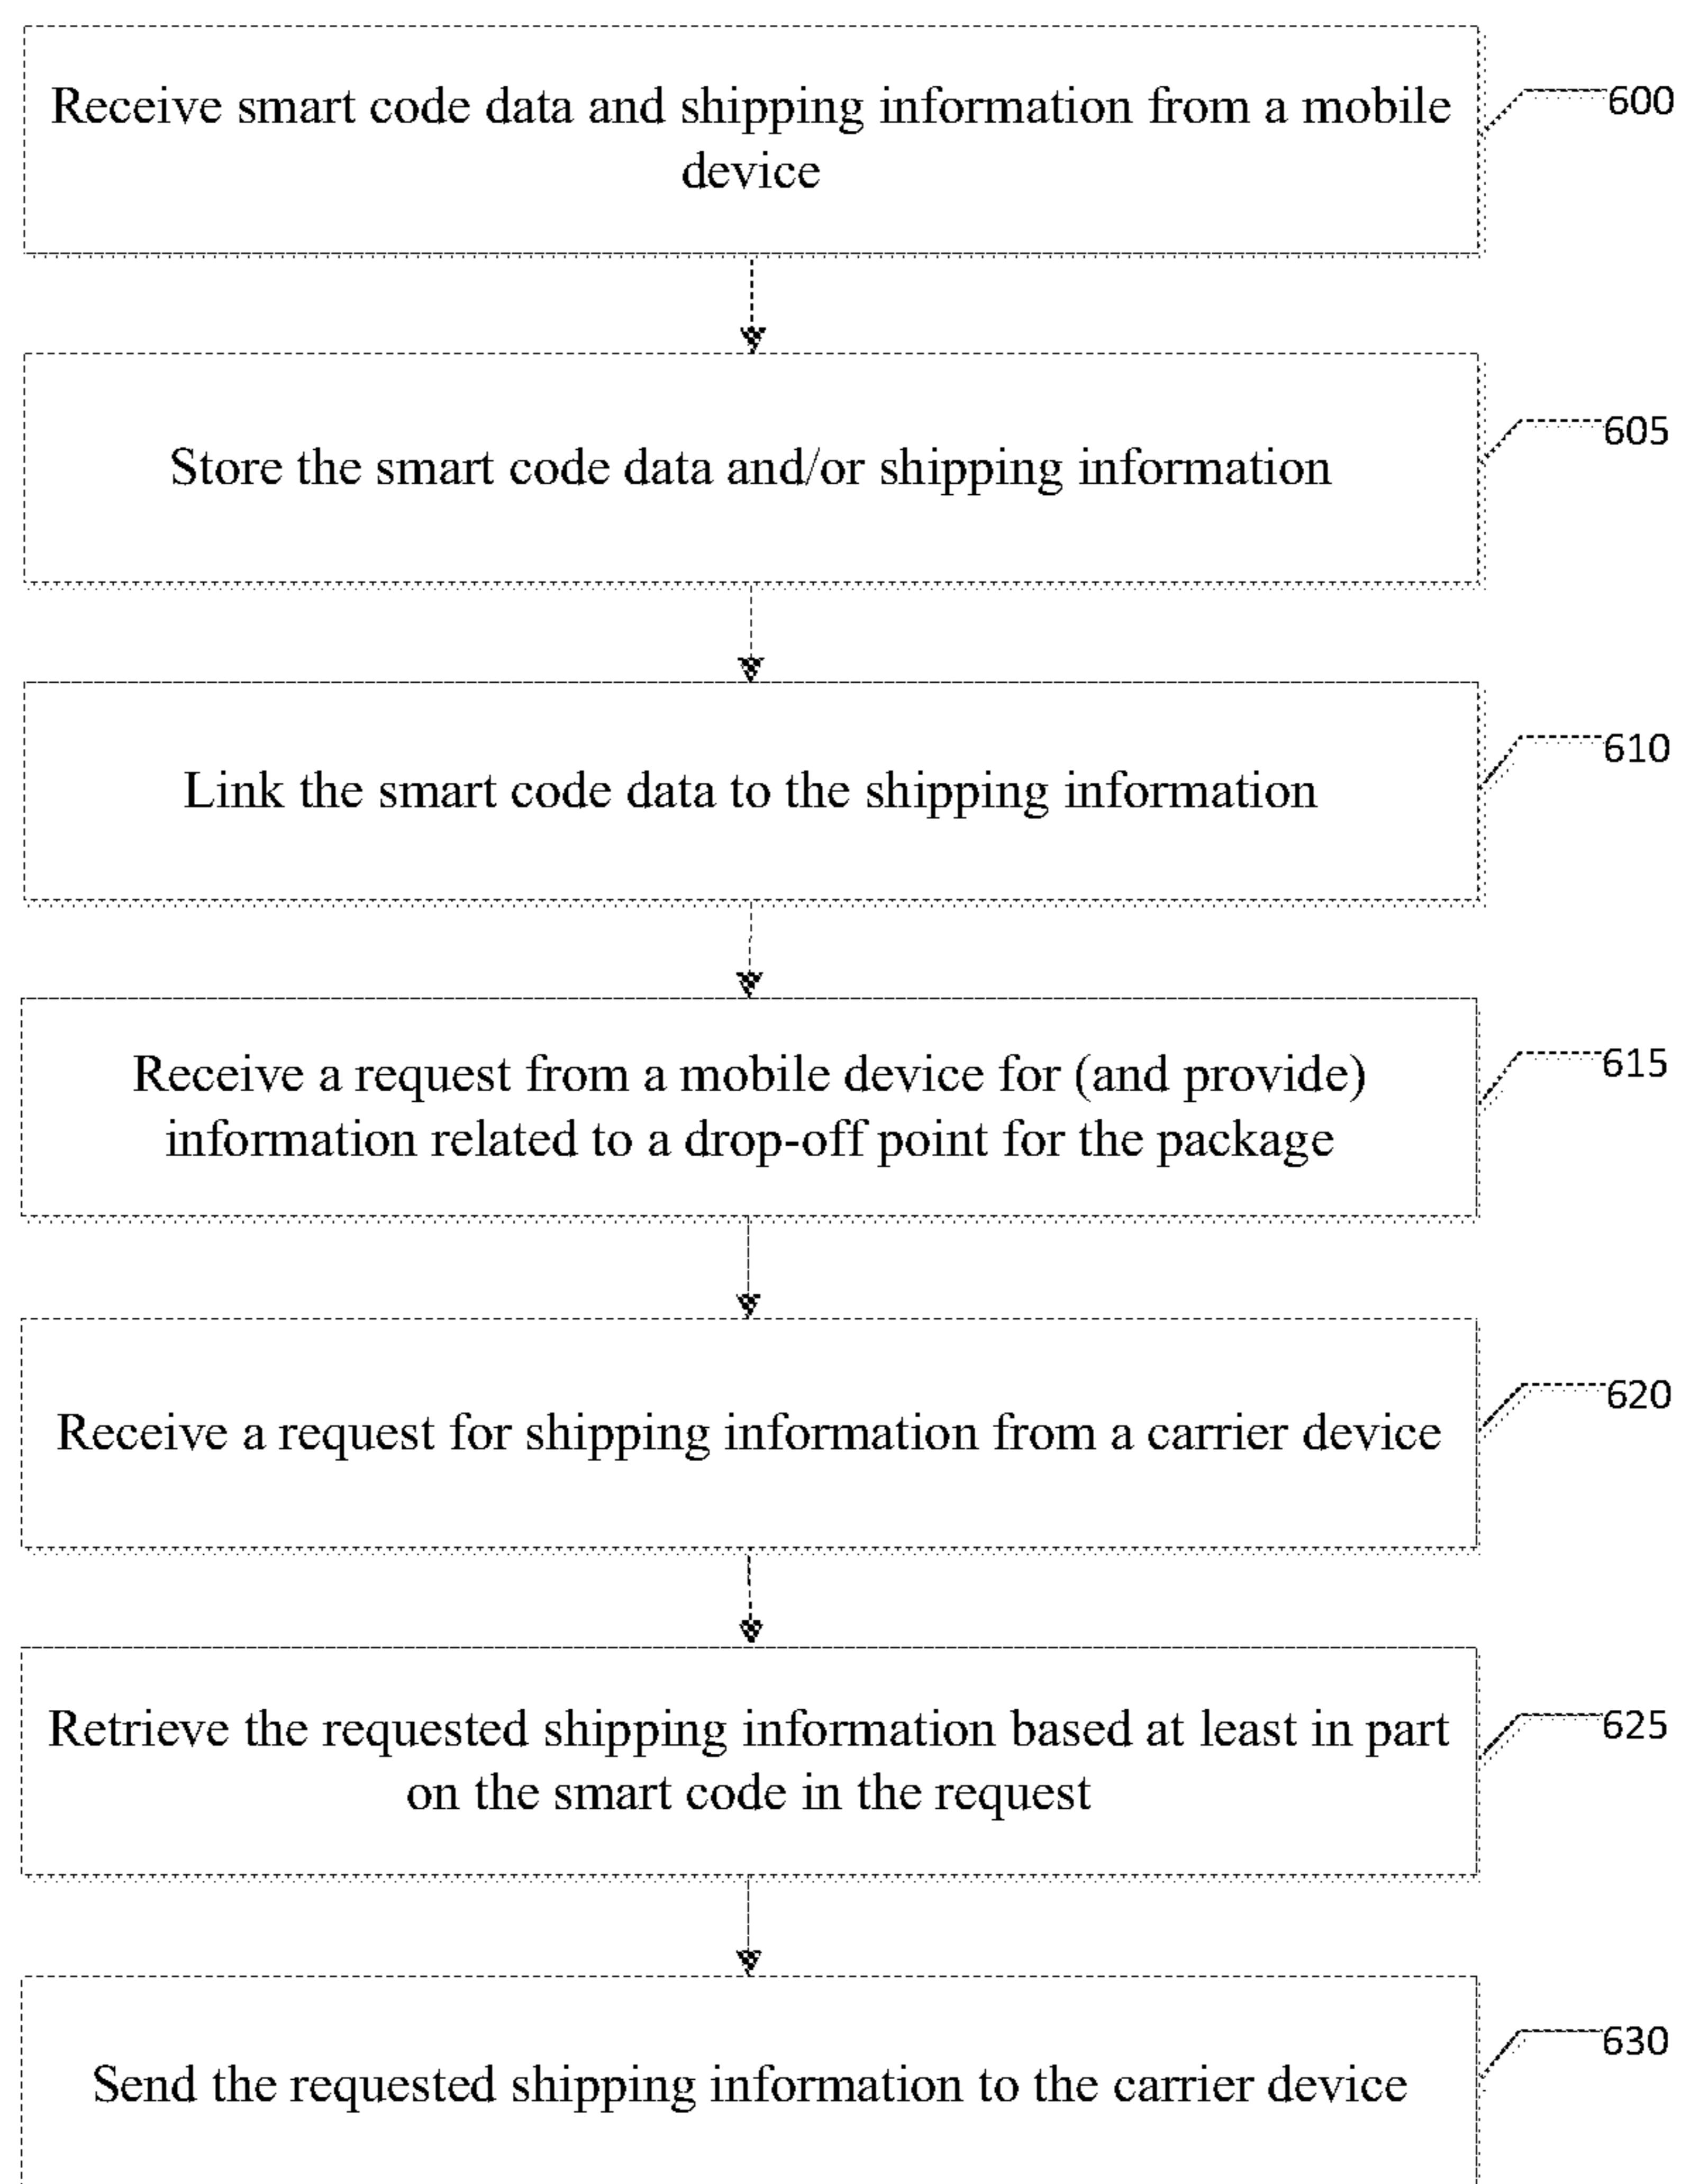 Receive smart code data and shipping information from a mobile
device
600
Store the smart code data and/or shipping information
605
Link the smart code data to the shipping information
610
Receive a request from a mobile device for (and provide)
information related to a drop-off point for the package
615
Receive a request for shipping information from a carrier device
620
Retrieve the requested shipping information based at least in part
on the smart code in the request
625
Send the requested shipping information to the carrier device
630